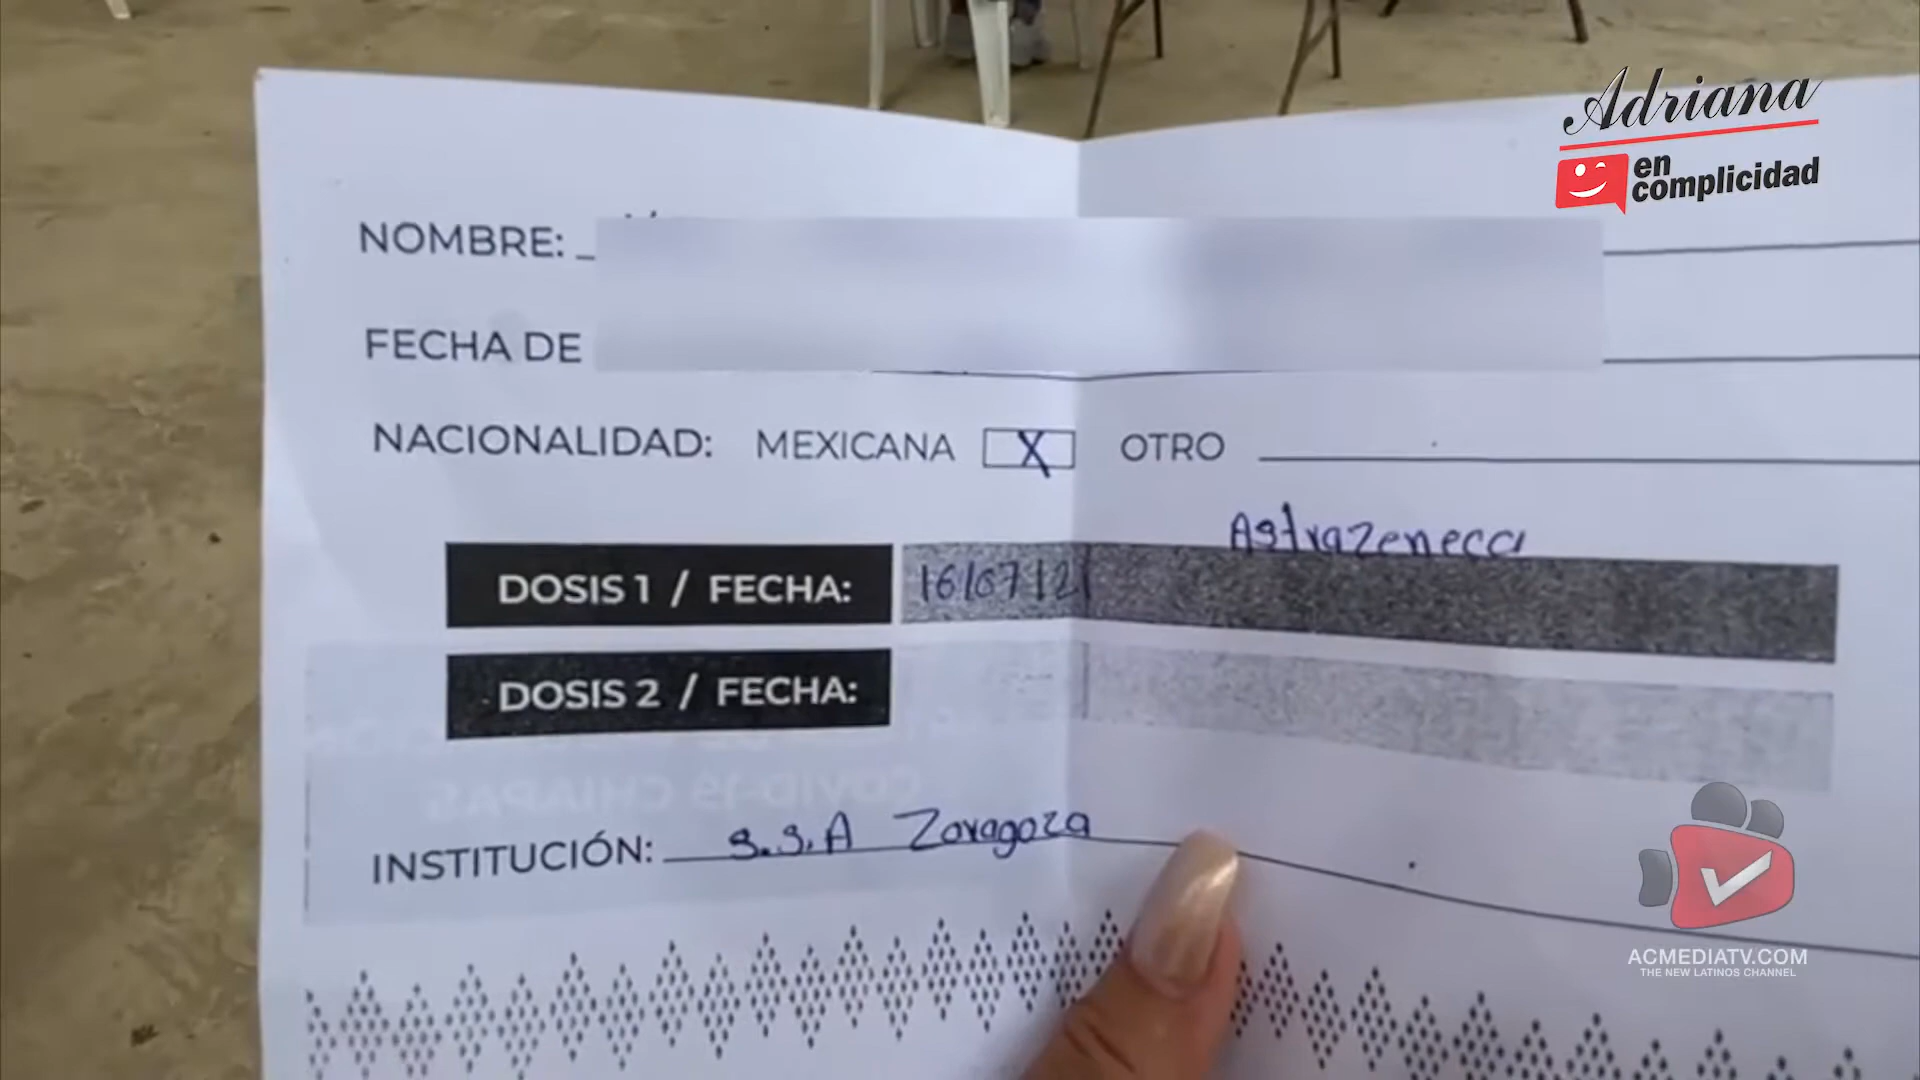 Adriana
en
complicidad
NOMBRE:
FECHA DE
NACIONALIDAD: MEXICANA X OTRO
Astrazeneca
DOSIS 1 / FECHA: 16/07/21
DOSIS 2 / FECHA:
COVID-19 CHIAPAS
INSTITUCIÓN: S.S.A Zaragoza
ACMEDIATV.COM
THE NEW LATINOS CHANNEL